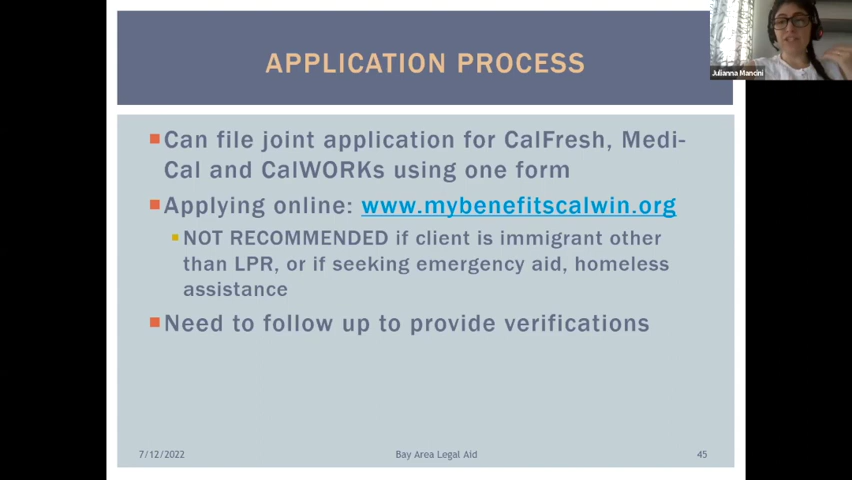 APPLICATION PROCESS
Julianna Mancini
Can file joint application for CalFresh, Medi-
Cal and CalWORKs using one form
Applying online: www.mybenefitscalwin.org
NOT RECOMMENDED if client is immigrant other
than LPR, or if seeking emergency aid, homeless
assistance
Need to follow up to provide verifications
7/12/2022
Bay Area Legal Aid
45